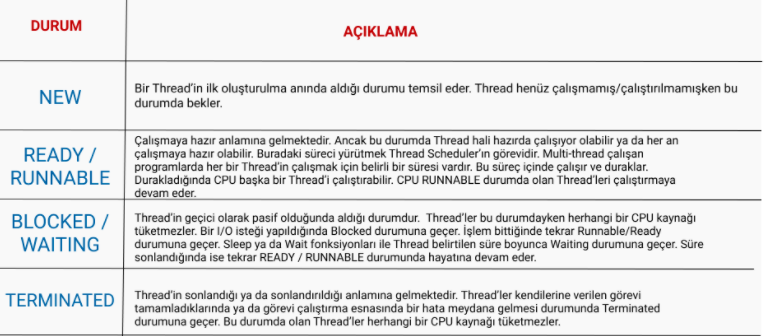 DURUM
AÇIKLAMA
NEW
Bir Thread'in ilk oluşturulma anında aldığı durumu temsil eder. Thread henüz çalışmamış/çalıştırılmamışken bu
durumda bekler.
READY /
RUNNABLE
Çalışmaya hazır anlamına gelmektedir. Ancak bu durumda Thread hali hazırda çalışıyor olabilir ya da her an
çalışmaya hazır olabilir. Buradaki süreci yürütmek Thread Scheduler'ın görevidir. Multi-thread çalışan
programlarda her bir Thread'in çalışmak için belirli bir süresi vardır. Bu süreç içinde çalışır ve duraklar.
Durakladığında CPU başka bir Thread'i çalıştırabilir. CPU RUNNABLE durumda olan Thread'leri çalıştırmaya
devam eder.
BLOCKED /
WAITING
Thread'in geçici olarak pasif olduğunda aldığı durumdur. Thread'ler bu durumdayken herhangi bir CPU kaynağı
tüketmezler. Bir I/O isteği yapıldığında Blocked durumuna geçer. İşlem bittiğinde tekrar Runnable/Ready
durumuna geçer. Sleep ya da Wait fonksiyonları ile Thread belirtilen süre boyunca Waiting durumuna geçer. Süre
sonlandığında ise tekrar READY / RUNNABLE durumunda hayatına devam eder.
TERMINATED
Thread'in sonlandığı ya da sonlandırıldığı anlamına gelmektedir. Thread'ler kendilerine verilen görevi
tamamladıklarında ya da görevi çalıştırma esnasında bir hata meydana gelmesi durumunda Terminated
durumuna geçer. Bu durumda olan Thread'ler herhangi bir CPU kaynağı tüketmezler.